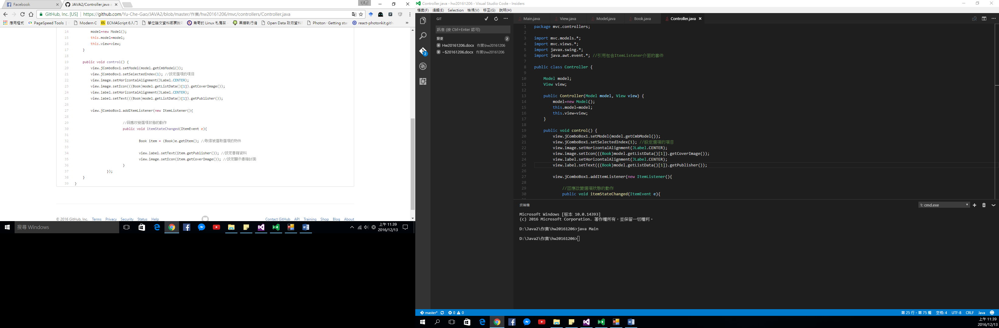 Facebook
JAVA2/Controller.java a
宇哲
GitHub, Inc. [US] | https://github.com/Yu-Che-Gao/JAVA2/blob/master/作業/hw20161206/mvc/controllers/Controller.java
應用程式 PageSpeed Tools | Modern C ES ECMAScript 6入门 學位論文資料哪裏找 鳥哥的 Linux 私房菜 黑暗執行緒 Open Data 政府資料 Photon · Getting star react-photonkit.gith »
14 model=new Model();
15 this.model=model;
16 this.view=view;
17 }
18
19 public void control() {
20 view.jComboBox1.setModel(model.getCmbModel());
21 view.jComboBox1.setSelectedIndex(1); //設定選項的項目
22 view.image.setHorizontalAlignment(JLabel.CENTER);
23 view.image.setIcon(((Book)model.getListData()[1]).getCoverImage());
24 view.label.setHorizontalAlignment(JLabel.CENTER);
25 view.label.setText(((Book)model.getListData()[1]).getPublisher());
26
27 view.jComboBox1.addItemListener(new ItemListener(){
28
29 //回應改變選項狀態的動作
30 public void itemStateChanged(ItemEvent e){
31
32 Book item = (Book)e.getItem(); //取得被選取選項的物件
33
34 view.label.setText(item.getPublisher()); //設定書籍資料
35 view.image.setIcon(item.getCoverImage()); //設定顯示書籍封面
36 }
37 });
38 }
39 }
© 2016 GitHub, Inc. Terms Privacy Security Status Help Contact GitHub API Training Shop Blog About
搜尋 Windows
上午 11:39
2016/12/13
Controller.java - hw20161206 - Visual Studio Code - Insiders
檔案(F) 編輯(E) Selection 檢視(V) 移至(G) 說明(H)
GIT
訊息 (按 Ctrl+Enter 認可)
變更 2
U Hw20161206.docx 作業\hw20161206
U ~$20161206.docx 作業\hw20161206
2
Main.java View.java Model.java Book.java Controller.java
1 package mvc.controllers;
2
3 import mvc.models.*;
4 import mvc.views.*;
5 import javax.swing.*;
6 import java.awt.event.*; //引用包含ItemListener介面的套件
7
8 public class Controller {
9
10 Model model;
11 View view;
12
13 public Controller(Model model, View view) {
14 model=new Model();
15 this.model=model;
16 this.view=view;
17 }
18
19 public void control() {
20 view.jComboBox1.setModel(model.getCmbModel());
21 view.jComboBox1.setSelectedIndex(1); //設定選項的項目
22 view.image.setHorizontalAlignment(JLabel.CENTER);
23 view.image.setIcon(((Book)model.getListData()[1]).getCoverImage());
24 view.label.setHorizontalAlignment(JLabel.CENTER);
25 view.label.setText(((Book)model.getListData()[1]).getPublisher());
26
27 view.jComboBox1.addItemListener(new ItemListener(){
28
29 //回應改變選項狀態的動作
30 public void itemStateChanged(ItemEvent e){
終端機
1: cmd.exe
Microsoft Windows [版本 10.0.14393]
(c) 2016 Microsoft Corporation. 著作權所有，並保留一切權利。
D:\Java2\作業\hw20161206>java Main
D:\Java2\作業\hw20161206>
master* 0 0
第 25 行，第 75 欄 空格: 4 UTF-8 CRLF Java
上午 11:39
2016/12/13